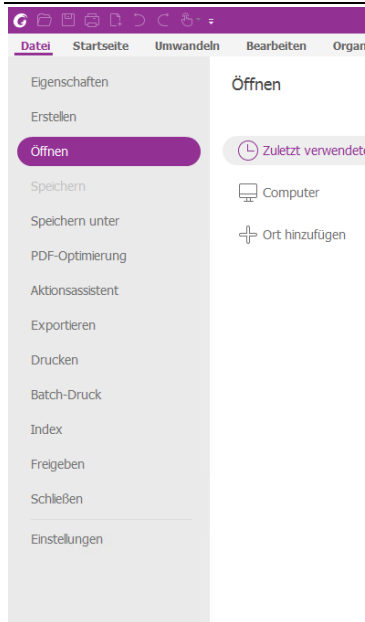 Datei Startseite Umwandeln Bearbeiten Organ
Eigenschaften
Erstellen
Öffnen
Speichern
Speichern unter
PDF-Optimierung
Aktionsassistent
Exportieren
Drucken
Batch-Druck
Index
Freigeben
Schließen
Einstellungen
Öffnen
Zuletzt verwendete
Computer
Ort hinzufügen